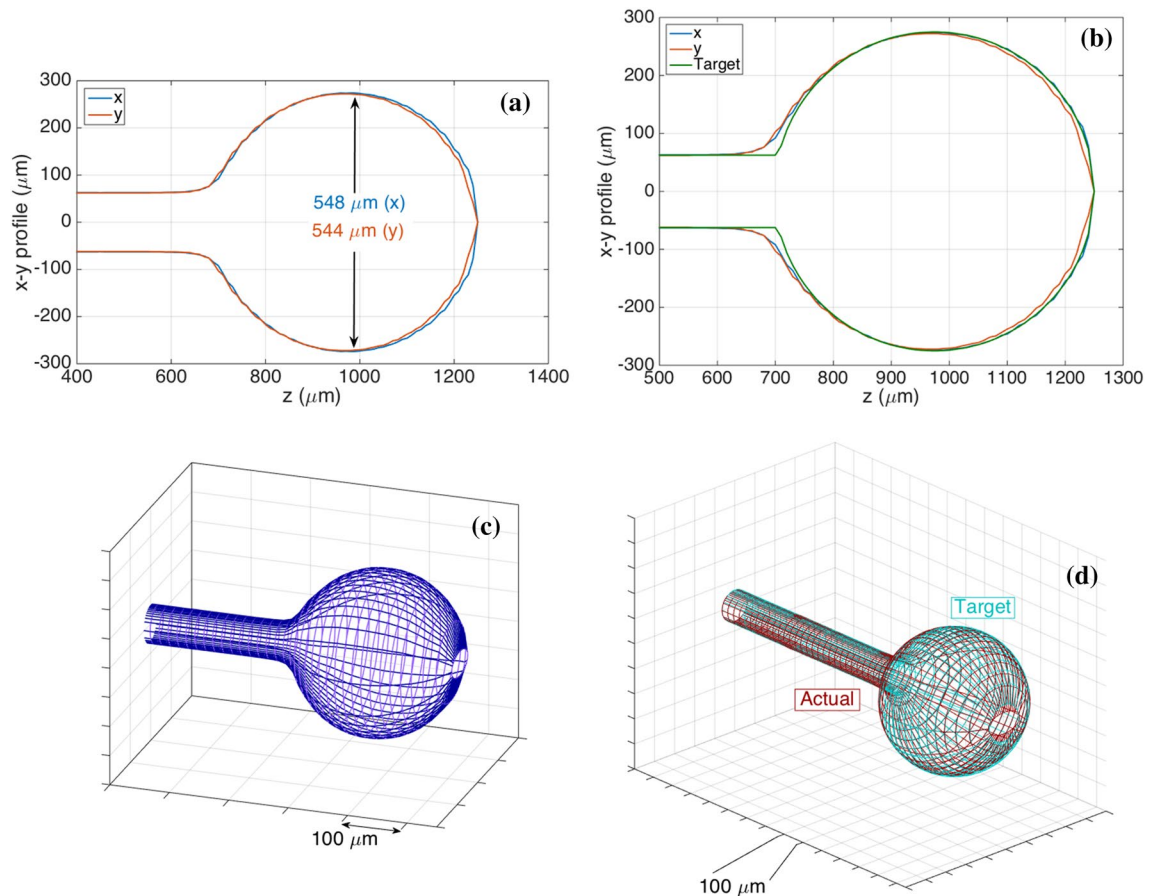 (a)
x
y
300
200
100
0
-100
-200
-300
x-y profile (μm)
548 μm (x)
544 μm (y)
400
600
800
1000
1200
1400
z (μm)
(b)
x
y
Target
300
200
100
0
-100
-200
-300
x-y profile (μm)
500
600
700
800
900
1000
1100
1200
1300
z (μm)
(c)
100 μm
(d)
Target
Actual
100 μm